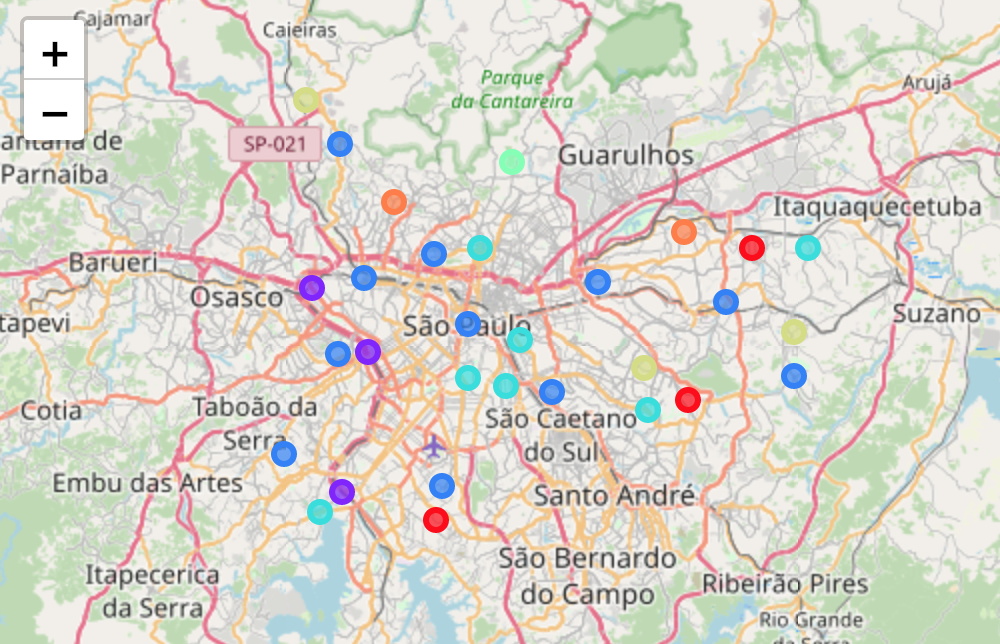 Cajamar
Caieiras
+
−
Parque
da Cantareira
Arujá
SP-021
antana de
Parnaíba
Guarulhos
Itaquaquecetuba
Barueri
Osasco
tapevi
São Paulo
Suzano
Cotia
Taboão da
Serra
São Caetano
do Sul
Embu das Artes
Santo André
São Bernardo
do Campo
Itapecerica
da Serra
Ribeirão Pires
Rio Grande
da Serra